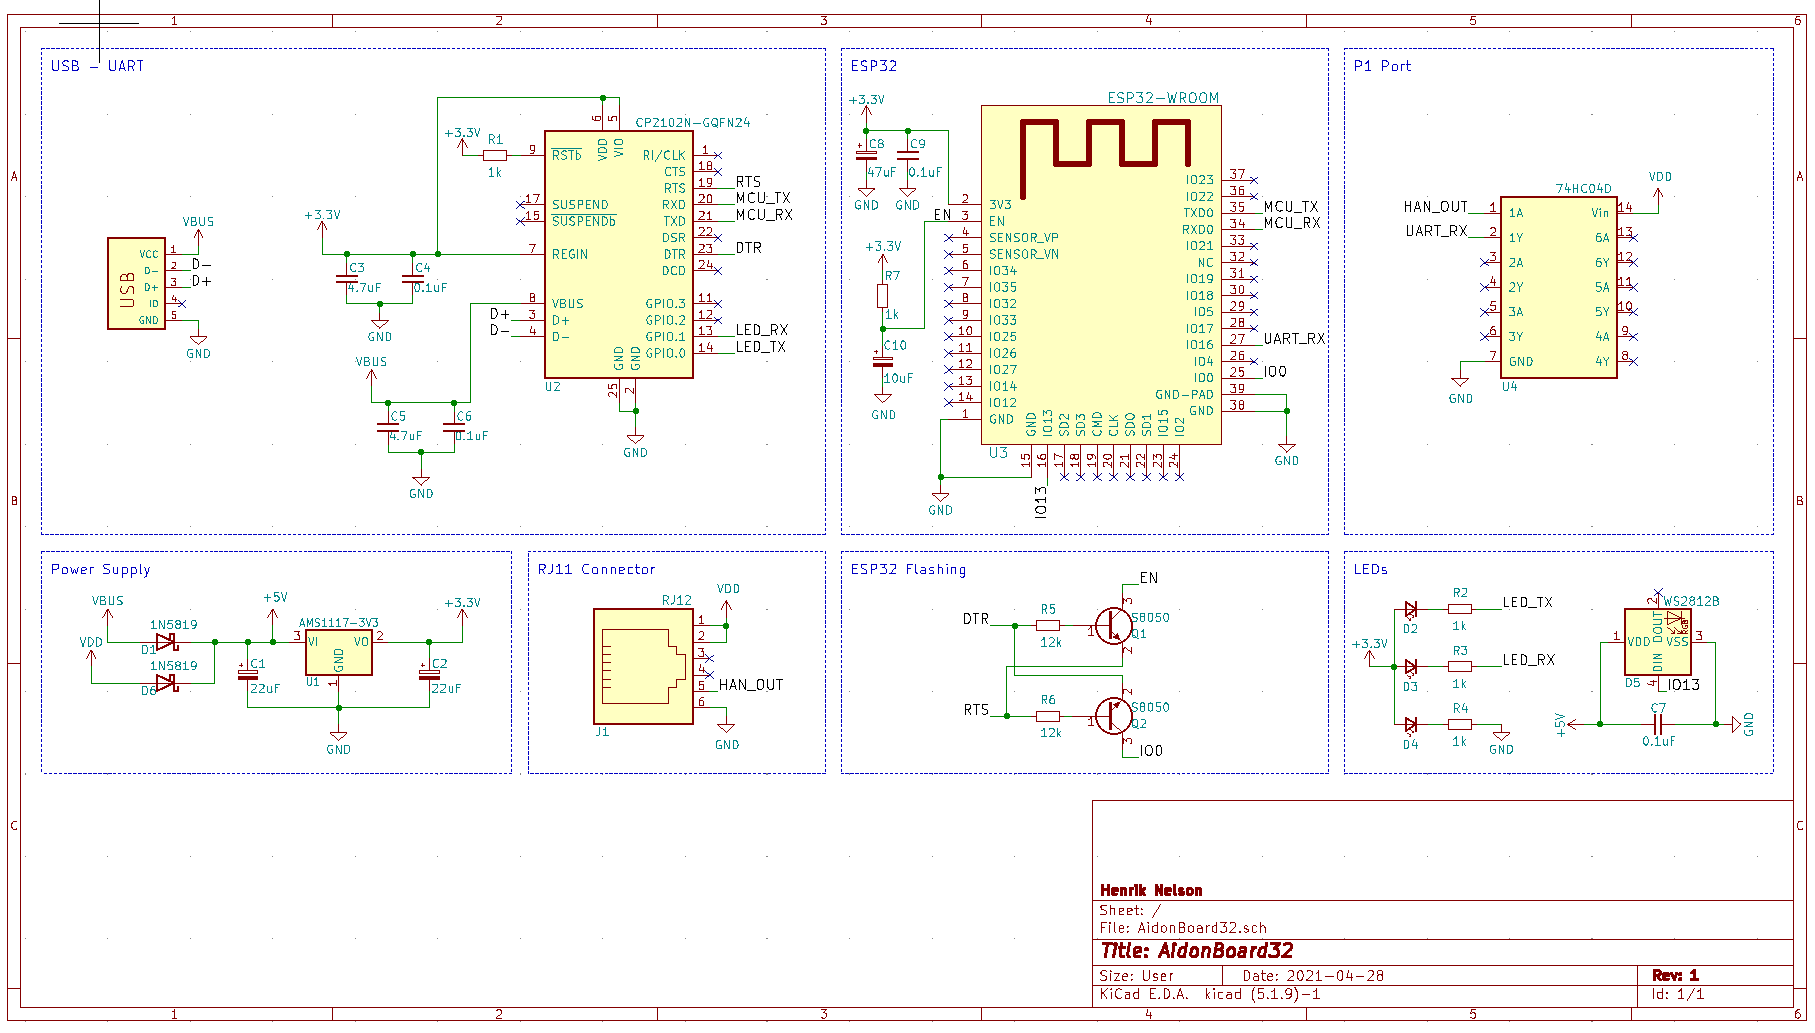 1 2 3 4 5 6
A
B
C
USB - UART
USB
VCC 1
D- 2
D+ 3
ID 4
GND 5
VBUS
D-
D+
GND
+3.3V
C3
4.7uF
C4
0.1uF
GND
VBUS
C5
4.7uF
C6
0.1uF
GND
+3.3V
R1
1k
CP2102N-GQFN24
6 VDD
5 VIO
9 RSTb
17 SUSPEND
15 SUSPENDb
7 REGIN
8 VBUS
D+ 3 D+
D- 4 D-
RI/CLK 1
CTS 18
RTS 19 RTS
RXD 20 MCU_TX
TXD 21 MCU_RX
DSR 22
DTR 23 DTR
DCD 24
GPIO.3 11
GPIO.2 12
GPIO.1 13 LED_RX
GPIO.0 14 LED_TX
GND 25
GND 2
U2
GND
ESP32
+3.3V
C8
47uF
C9
0.1uF
GND
GND
EN
+3.3V
R7
1k
C10
10uF
GND
ESP32-WROOM
2 3V3
3 EN
4 SENSOR_VP
5 SENSOR_VN
6 IO34
7 IO35
8 IO32
9 IO33
10 IO25
11 IO26
12 IO27
13 IO14
14 IO12
1 GND
IO23 37
IO22 36
TXD0 35 MCU_TX
RXD0 34 MCU_RX
IO21 33
NC 32
IO19 31
IO18 30
IO5 29
IO17 28
IO16 27 UART_RX
IO4 26
IO0 25 IO0
GND-PAD 39
GND 38
GND 15
IO13 16
SD2 17
SD3 18
CMD 19
CLK 20
SD0 21
SD1 22
IO15 23
IO2 24
U3
IO13
GND
GND
P1 Port
74HC04D
VDD
HAN_OUT 1 1A
UART_RX 2 1Y
3 2A
4 2Y
5 3A
6 3Y
7 GND
Vin 14
6A 13
6Y 12
5A 11
5Y 10
4A 9
4Y 8
U4
GND
Power Supply
VBUS
VDD
1N5819
D1
1N5819
D6
+5V
C1
22uF
AMS1117-3V3
3 VI
VO 2
GND
1
U1
+3.3V
C2
22uF
GND
RJ11 Connector
RJ12
VDD
1
2
3
4
5 HAN_OUT
6
J1
GND
ESP32 Flashing
EN
DTR
R5
12k
1
3
2
S8050
Q1
RTS
R6
12k
1
2
3
S8050
Q2
IO0
LEDs
+3.3V
D2
R2
1k
LED_TX
D3
R3
1k
LED_RX
D4
R4
1k
GND
WS2812B
2 DOUT
1 VDD
VSS 3
RGB
DIN 4
D5
IO13
+5V
C7
0.1uF
GND
Henrik Nelson
Sheet: /
File: AidonBoard32.sch
Title: AidonBoard32
Size: User Date: 2021-04-28 Rev: 1
KiCad E.D.A. kicad (5.1.9)-1 Id: 1/1
A
B
C
1 2 3 4 5 6